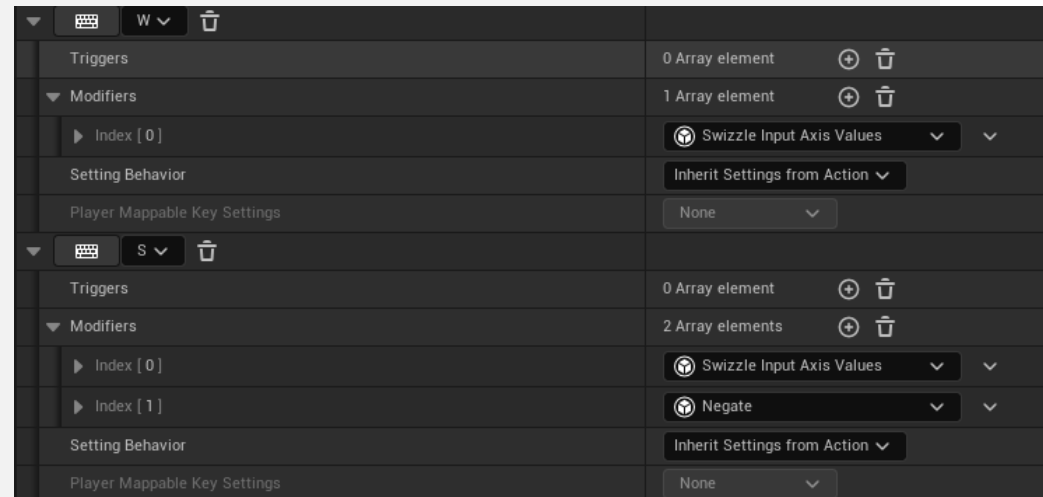 W
Triggers 0 Array element
Modifiers 1 Array element
Index [ 0 ] Swizzle Input Axis Values
Setting Behavior Inherit Settings from Action
Player Mappable Key Settings None
S
Triggers 0 Array element
Modifiers 2 Array elements
Index [ 0 ] Swizzle Input Axis Values
Index [ 1 ] Negate
Setting Behavior Inherit Settings from Action
Player Mappable Key Settings None